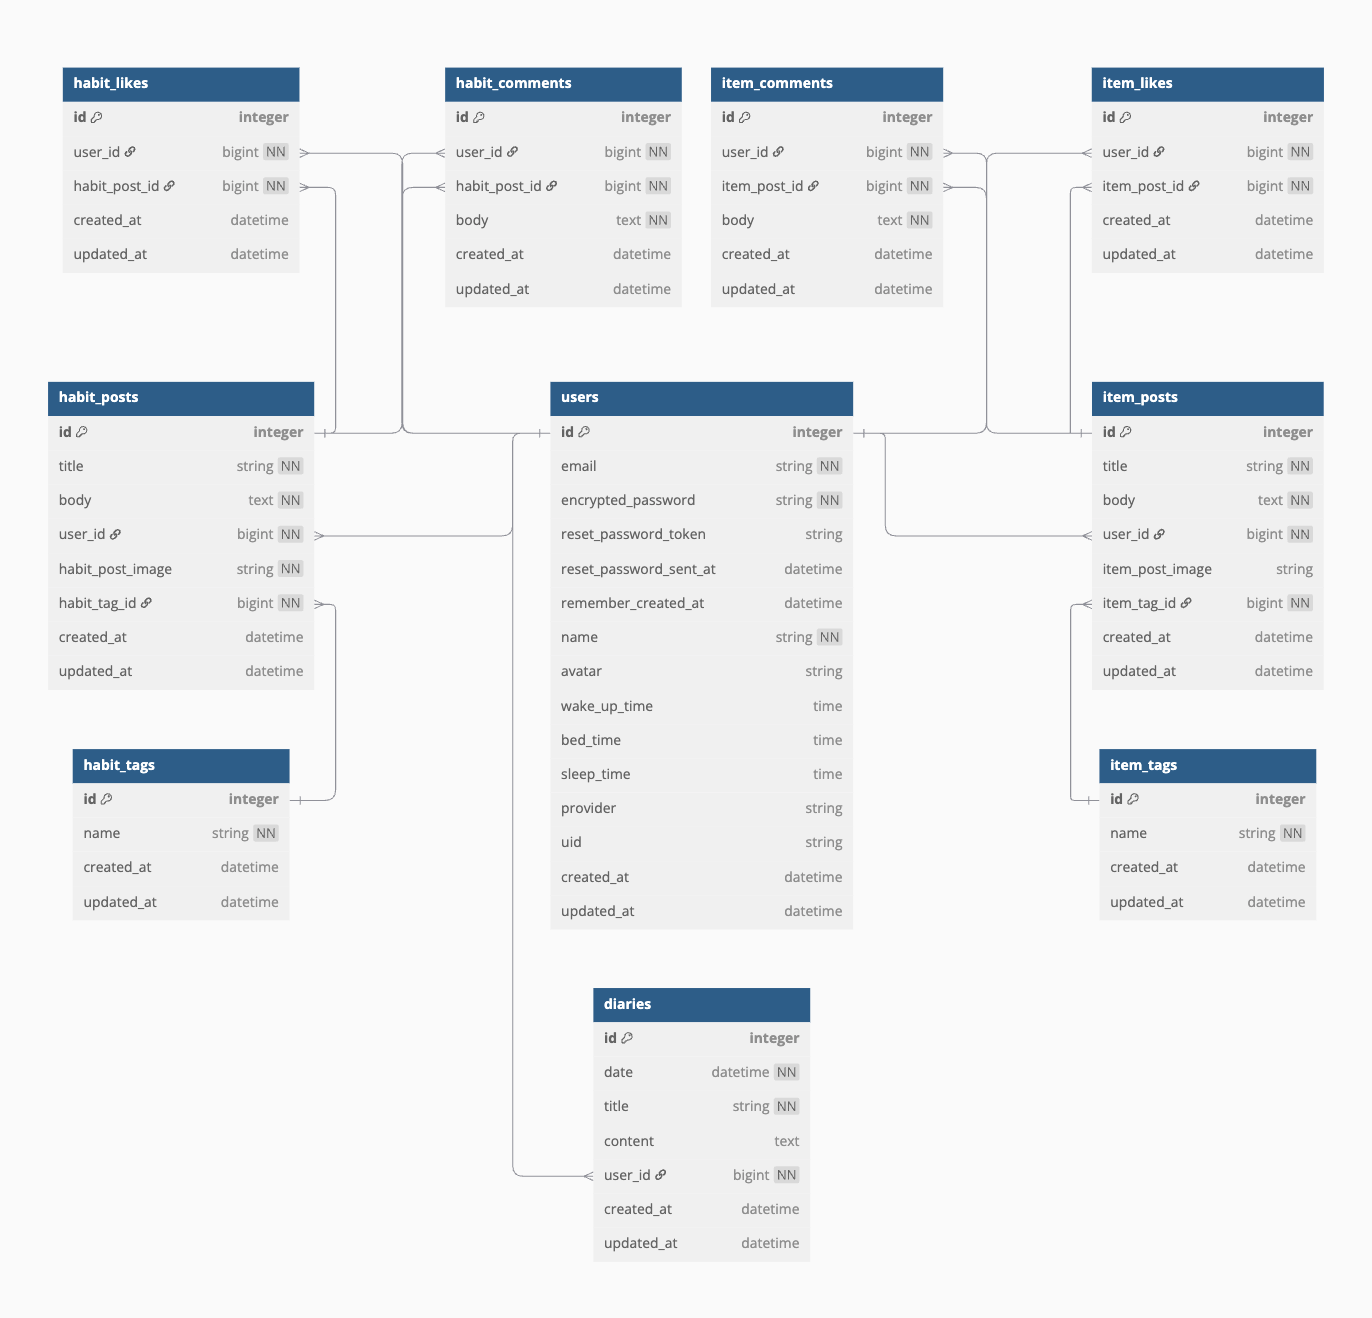 habit_likes
id integer
user_id bigint NN
habit_post_id bigint NN
created_at datetime
updated_at datetime
habit_comments
id integer
user_id bigint NN
habit_post_id bigint NN
body text NN
created_at datetime
updated_at datetime
item_comments
id integer
user_id bigint NN
item_post_id bigint NN
body text NN
created_at datetime
updated_at datetime
item_likes
id integer
user_id bigint NN
item_post_id bigint NN
created_at datetime
updated_at datetime
habit_posts
id integer
title string NN
body text NN
user_id bigint NN
habit_post_image string NN
habit_tag_id bigint NN
created_at datetime
updated_at datetime
users
id integer
email string NN
encrypted_password string NN
reset_password_token string
reset_password_sent_at datetime
remember_created_at datetime
name string NN
avatar string
wake_up_time time
bed_time time
sleep_time time
provider string
uid string
created_at datetime
updated_at datetime
item_posts
id integer
title string NN
body text NN
user_id bigint NN
item_post_image string
item_tag_id bigint NN
created_at datetime
updated_at datetime
habit_tags
id integer
name string NN
created_at datetime
updated_at datetime
item_tags
id integer
name string NN
created_at datetime
updated_at datetime
diaries
id integer
date datetime NN
title string NN
content text
user_id bigint NN
created_at datetime
updated_at datetime